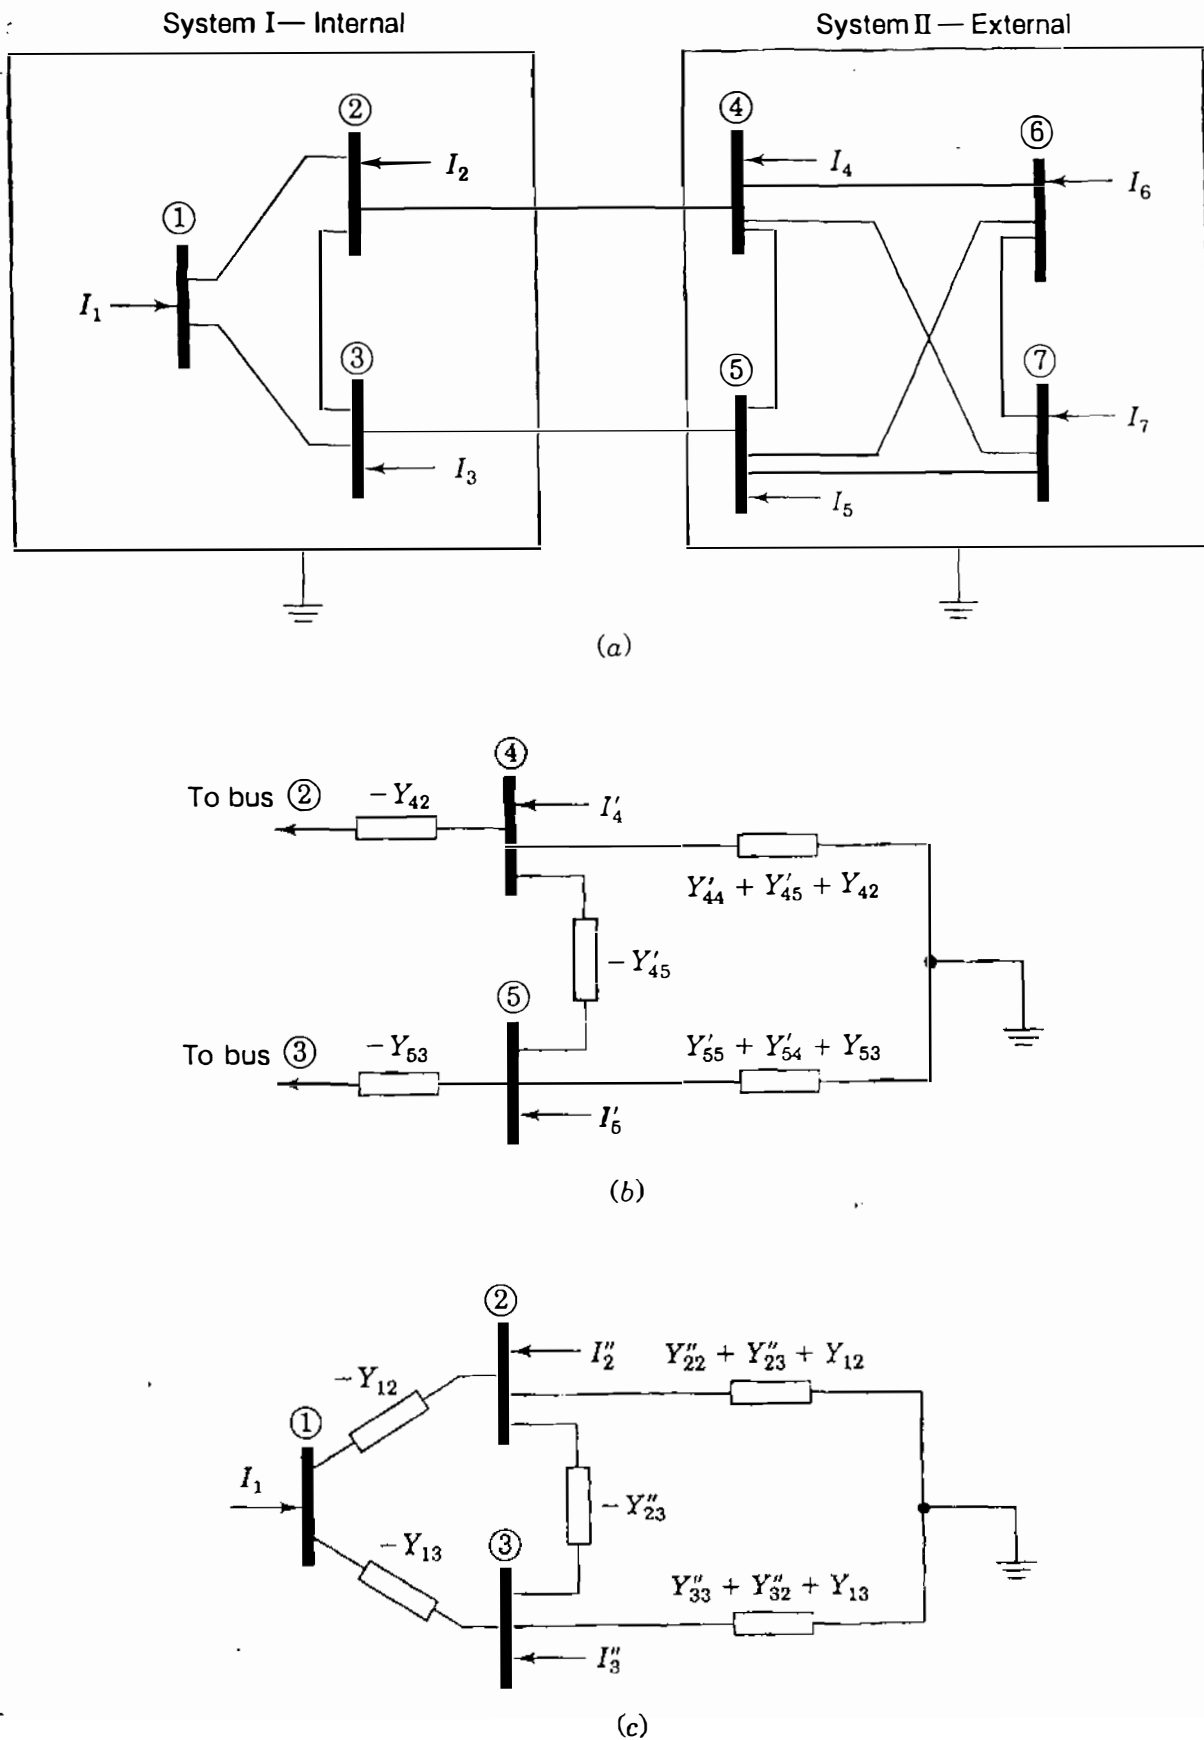 System I — Internal
System II — External
②
④
⑥
I₂
I₄
I₆
①
I₁
③
⑤
⑦
I₇
I₃
I₅
(a)
④
To bus ②
−Y₄₂
I′₄
Y′₄₄ + Y′₄₅ + Y₄₂
−Y′₄₅
⑤
To bus ③
−Y₅₃
Y′₅₅ + Y′₅₄ + Y₅₃
I′₅
(b)
②
I″₂
Y″₂₂ + Y″₂₃ + Y₁₂
−Y₁₂
①
I₁
−Y″₂₃
③
−Y₁₃
Y″₃₃ + Y″₃₂ + Y₁₃
I″₃
(c)